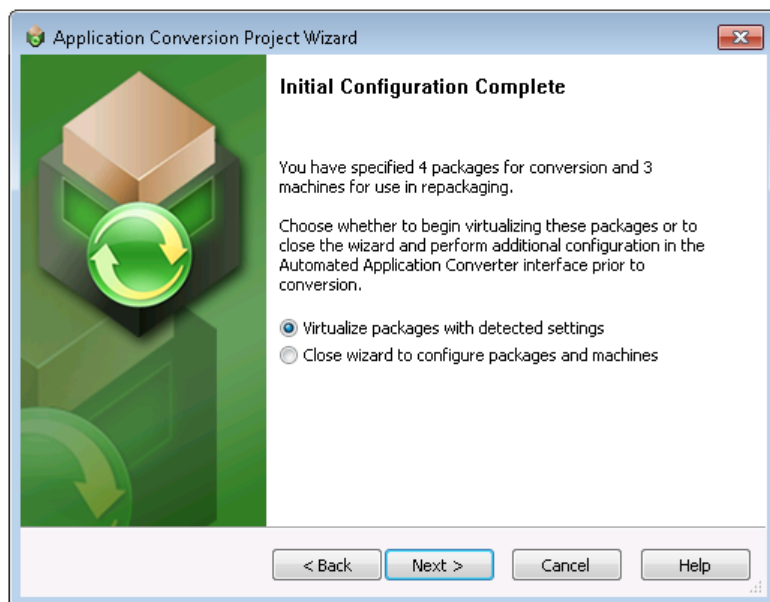 Application Conversion Project Wizard
Initial Configuration Complete
You have specified 4 packages for conversion and 3
machines for use in repackaging.
Choose whether to begin virtualizing these packages or to
close the wizard and perform additional configuration in the
Automated Application Converter interface prior to
conversion.
Virtualize packages with detected settings
Close wizard to configure packages and machines
< Back Next > Cancel Help